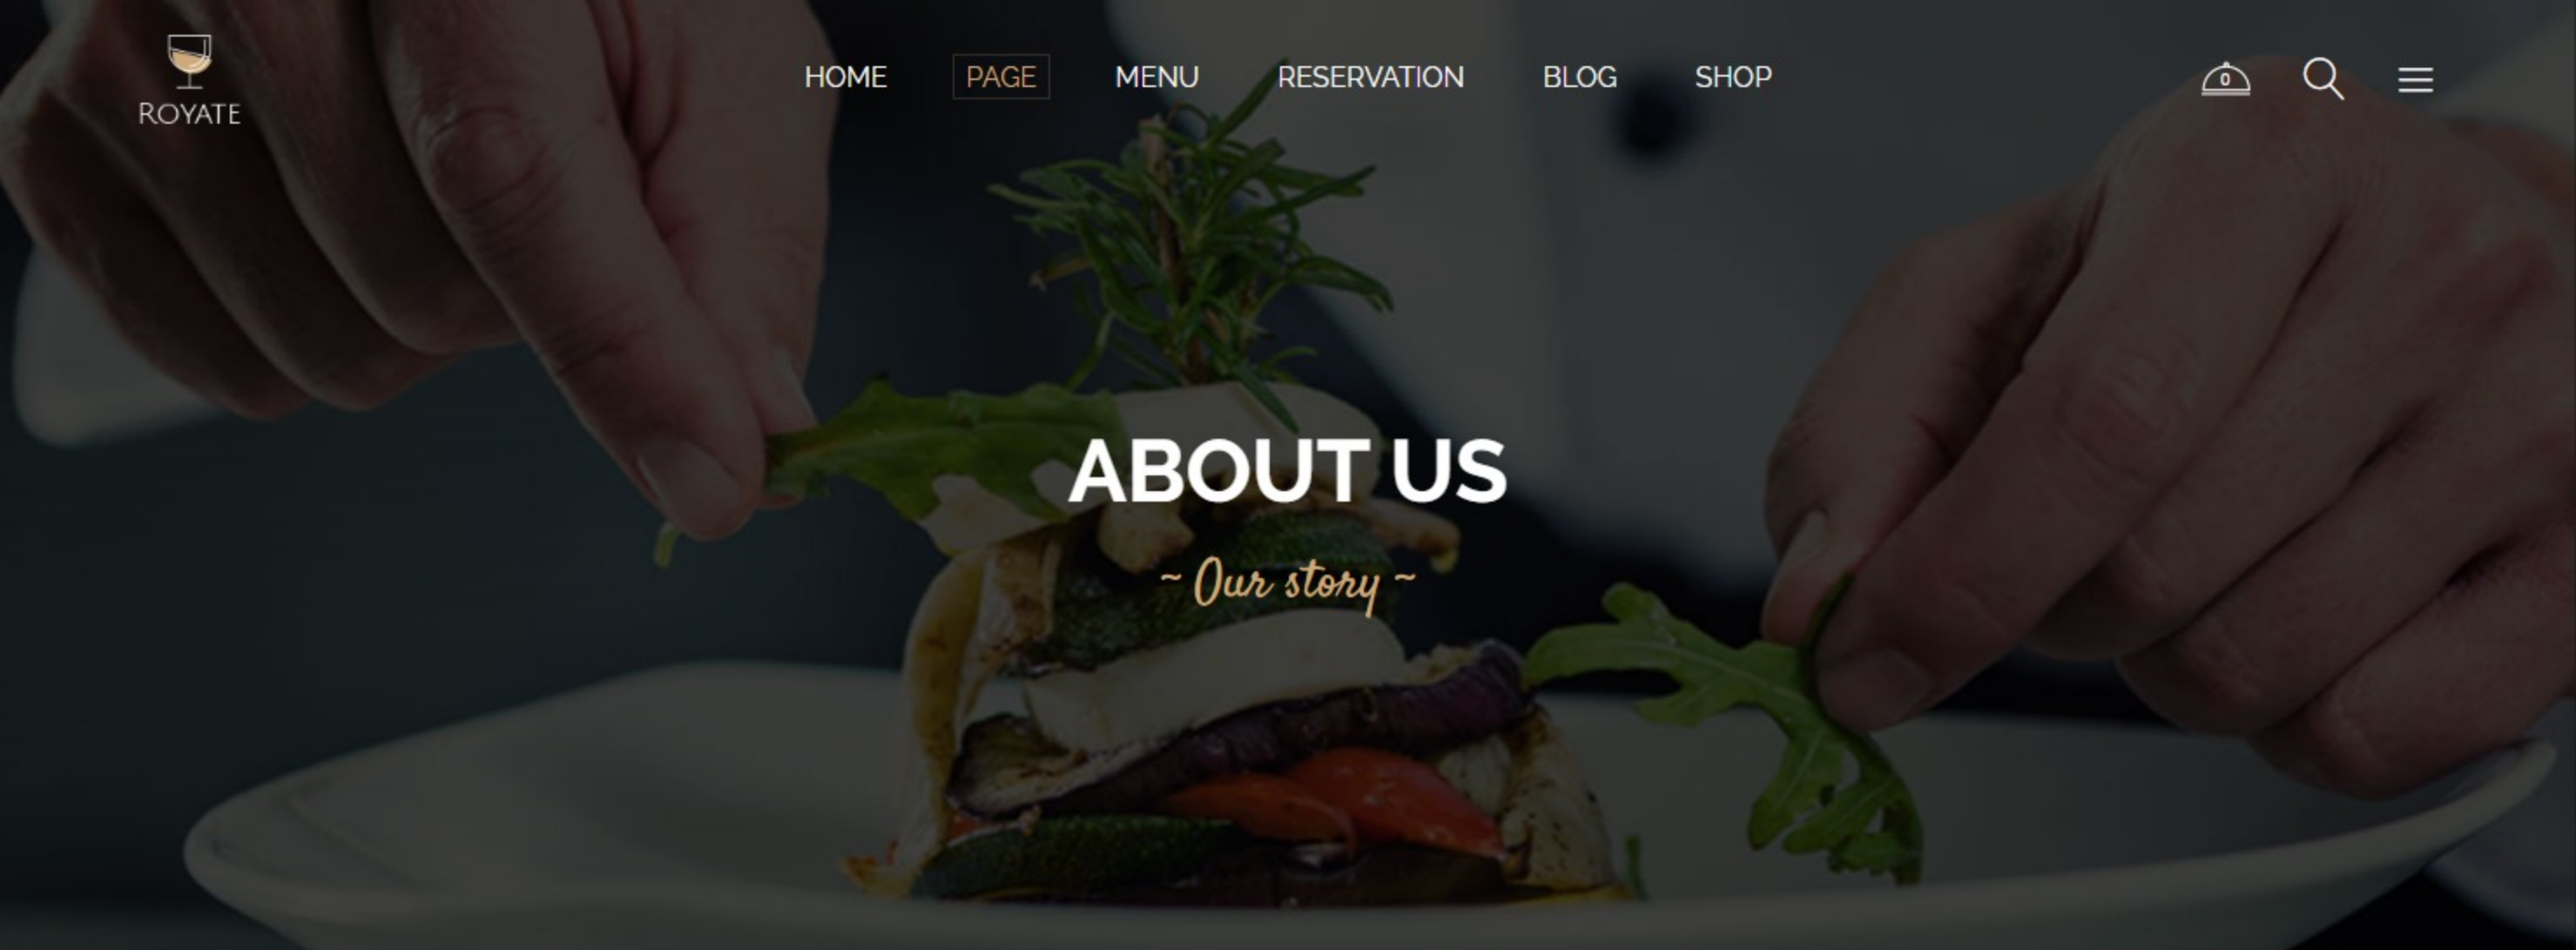 ROYATE
HOME PAGE MENU RESERVATION BLOG SHOP
0
ABOUT US
~ Our story ~